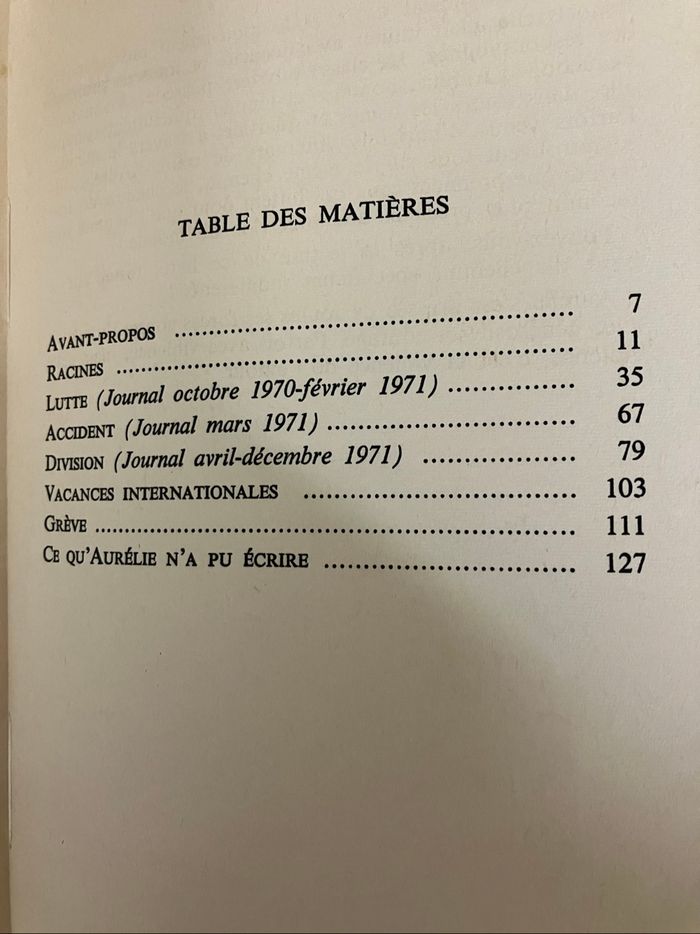 TABLE DES MATIÈRES
AVANT-PROPOS .................................................. 7
RACINES .................................................. 11
LUTTE (Journal octobre 1970-février 1971) ................ 35
ACCIDENT (Journal mars 1971) .............................. 67
DIVISION (Journal avril-décembre 1971) .................... 79
VACANCES INTERNATIONALES .................................. 103
GRÈVE .................................................. 111
CE QU'AURÉLIE N'A PU ÉCRIRE .............................. 127